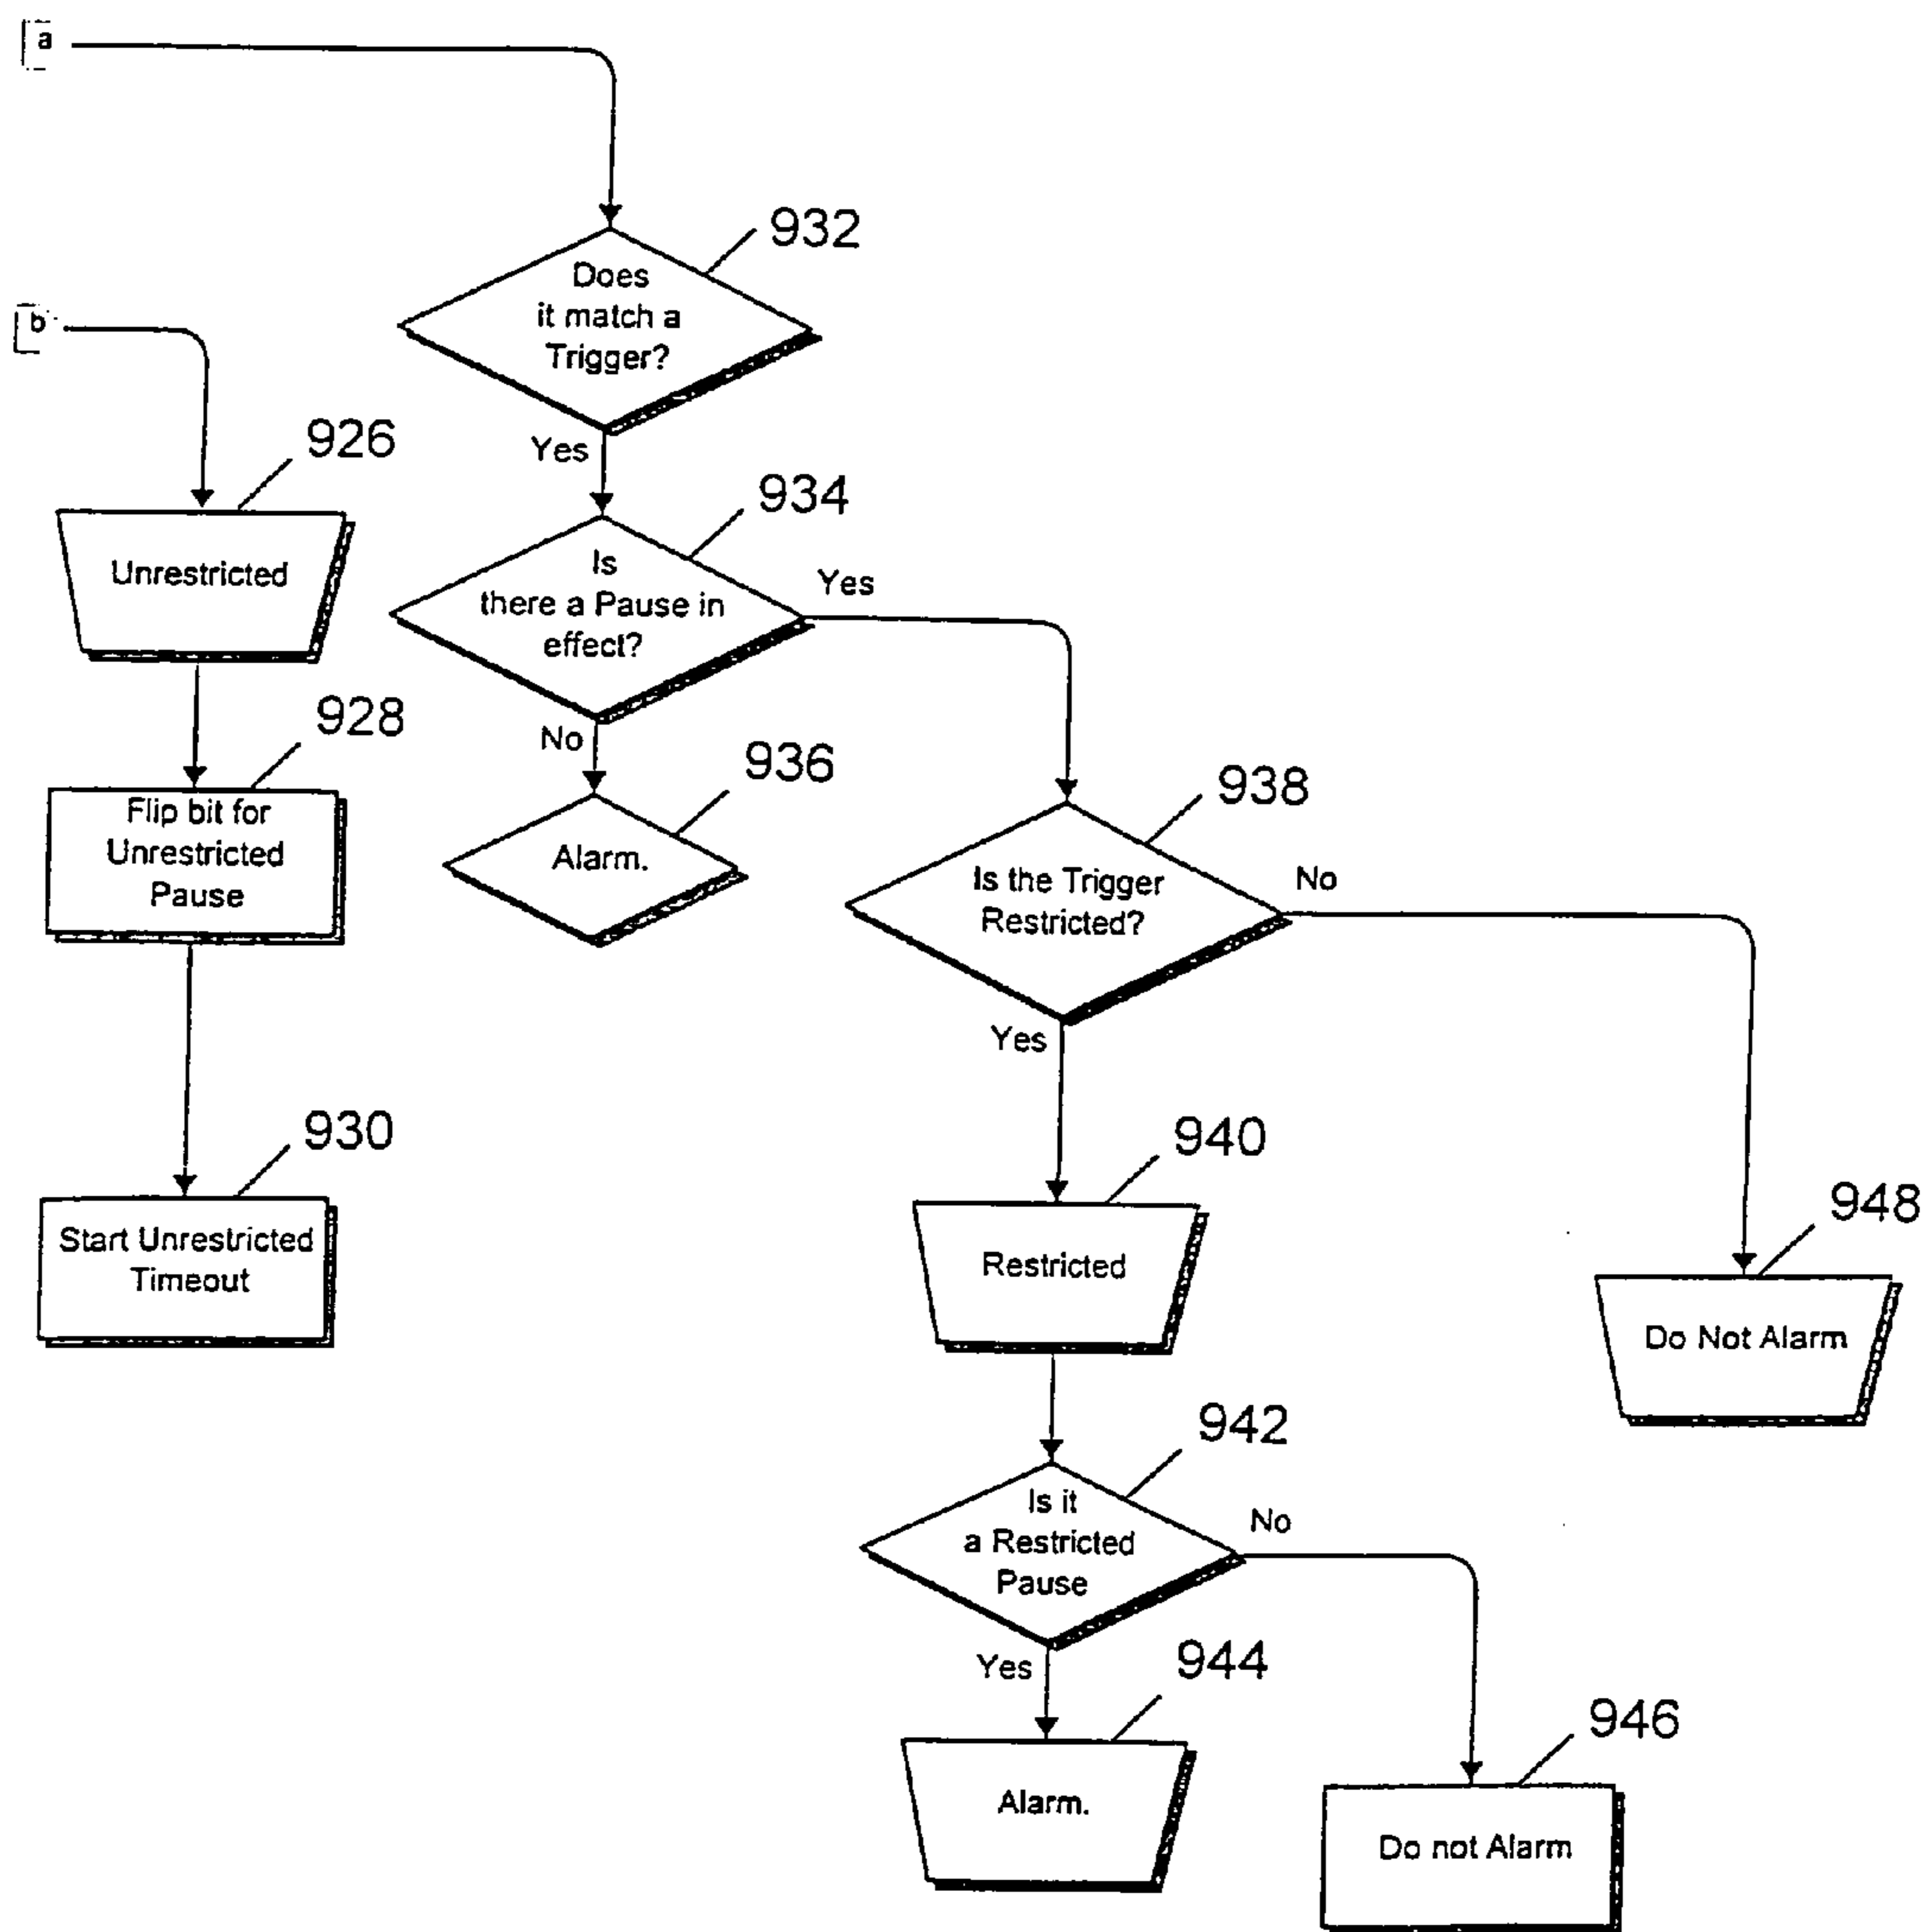 a
932
Does
it match a
Trigger?
b
926
Yes
934
Unrestricted
Is
there a Pause in
effect?
Yes
928
No
936
Flip bit for
Unrestricted
Pause
Alarm.
938
Is the Trigger
Restricted?
No
Yes
930
Start Unrestricted
Timeout
940
Restricted
948
Do Not Alarm
942
Is it
a Restricted
Pause
No
Yes
944
Alarm.
946
Do not Alarm